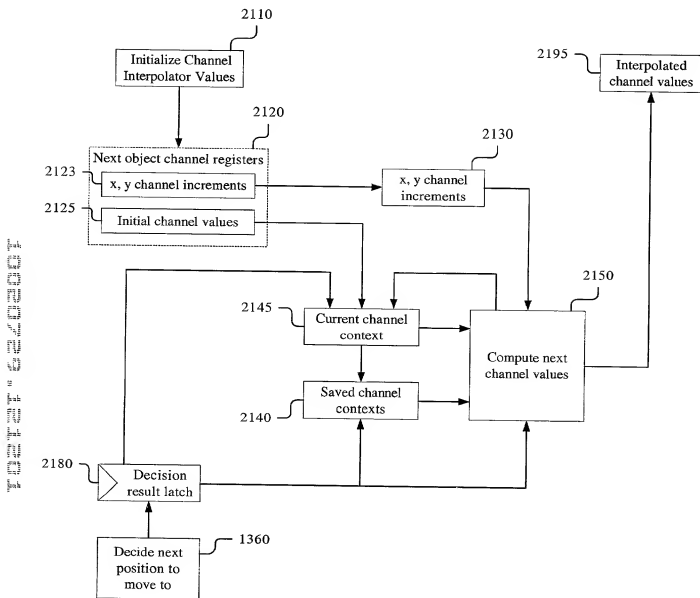 2110
Initialize Channel
Interpolator Values
2195
Interpolated
channel values
2120
Next object channel registers
2123
x, y channel increments
2130
x, y channel
increments
2125
Initial channel values
2145
Current channel
context
2150
Compute next
channel values
2140
Saved channel
contexts
2180
Decision
result latch
1360
Decide next
position to
move to